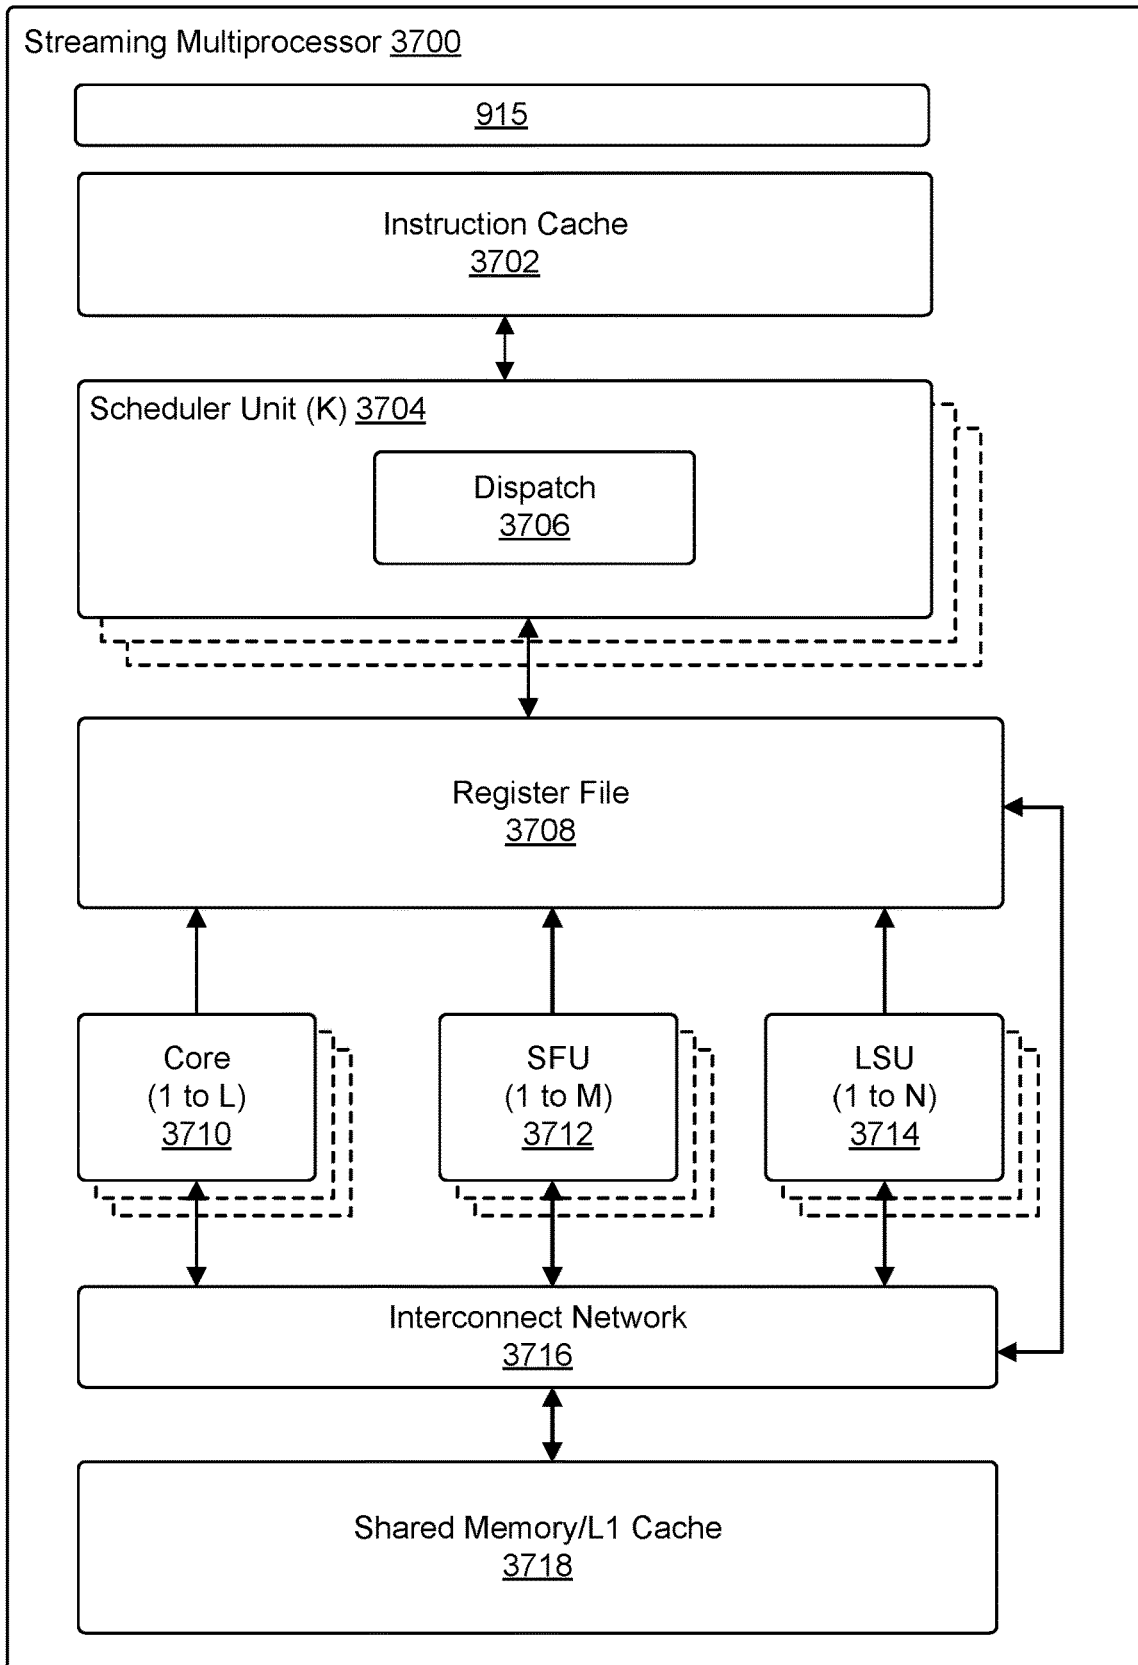 Streaming Multiprocessor 3700
915
Instruction Cache
3702
Scheduler Unit (K) 3704
Dispatch
3706
Register File
3708
Core
(1 to L)
3710
SFU
(1 to M)
3712
LSU
(1 to N)
3714
Interconnect Network
3716
Shared Memory/L1 Cache
3718